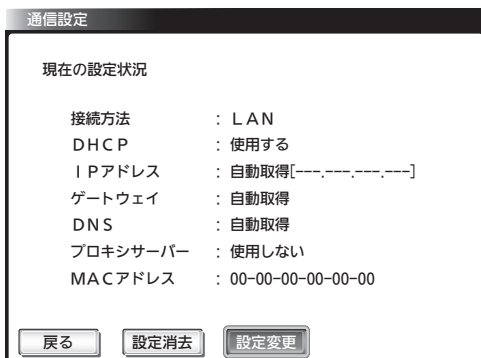 通信設定
現在の設定状況
接続方法 : ＬＡＮ
ＤＨＣＰ : 使用する
ＩＰアドレス : 自動取得[---.---.---.---]
ゲートウェイ : 自動取得
ＤＮＳ : 自動取得
プロキシサーバー : 使用しない
ＭＡＣアドレス : 00-00-00-00-00-00
戻る 設定消去 設定変更